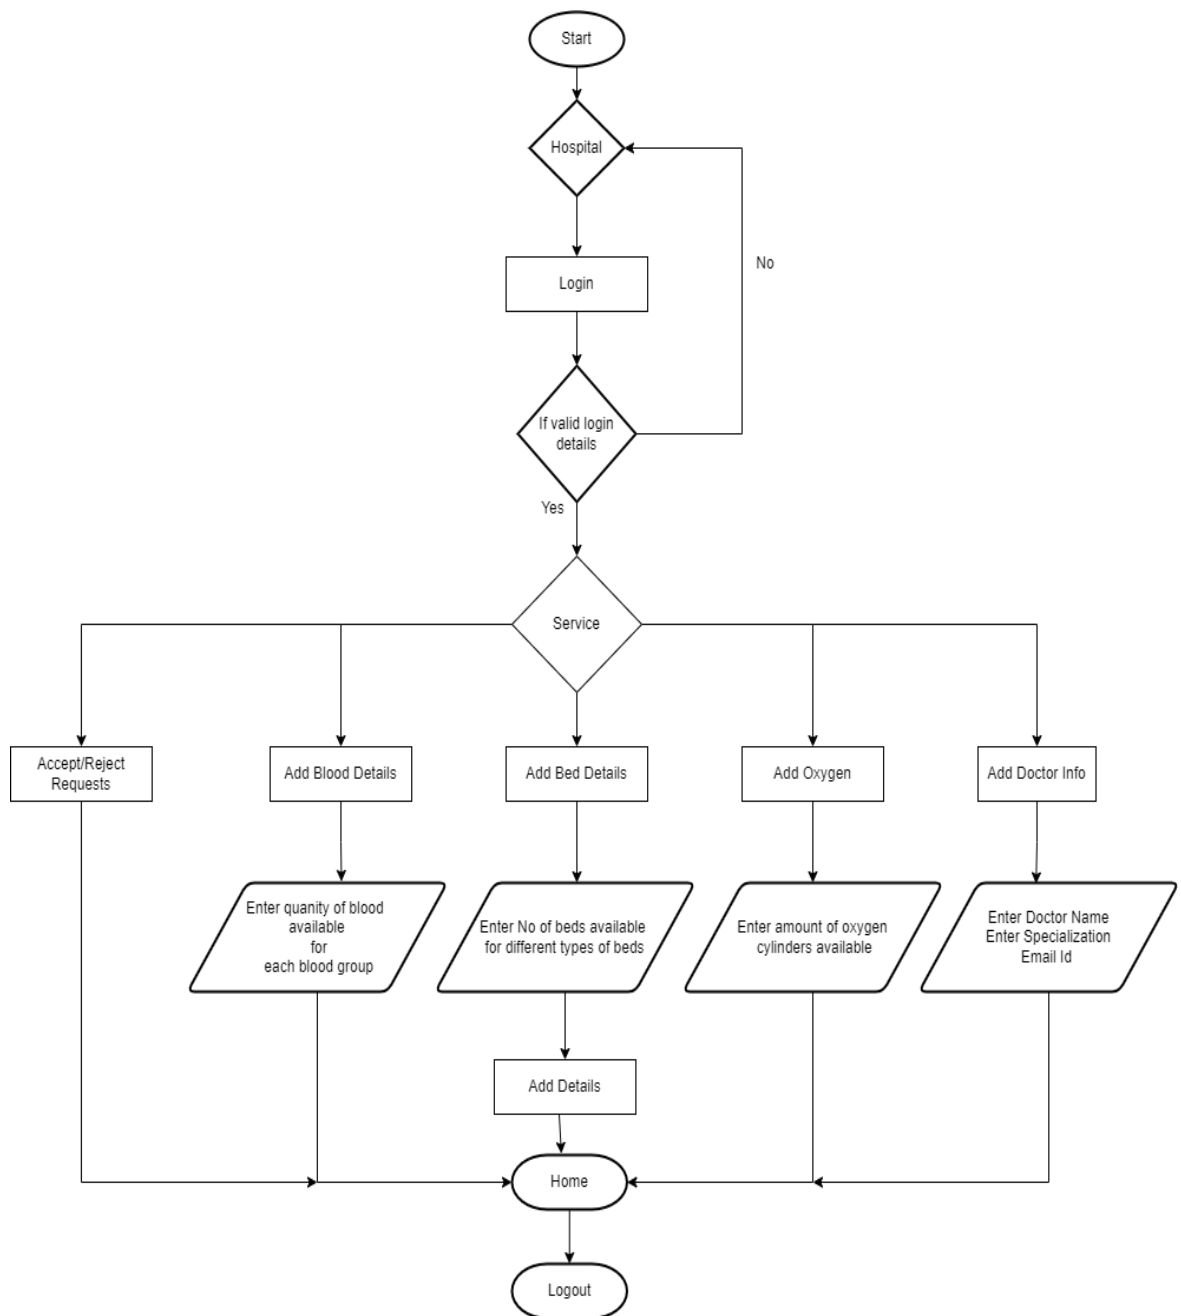 Start
Hospital
No
Login
If valid login
details
Yes
Service
Accept/Reject
Requests
Add Blood Details
Add Bed Details
Add Oxygen
Add Doctor Info
Enter quanity of blood
available
for
each blood group
Enter No of beds available
for different types of beds
Enter amount of oxygen
cylinders available
Enter Doctor Name
Enter Specialization
Email Id
Add Details
Home
Logout